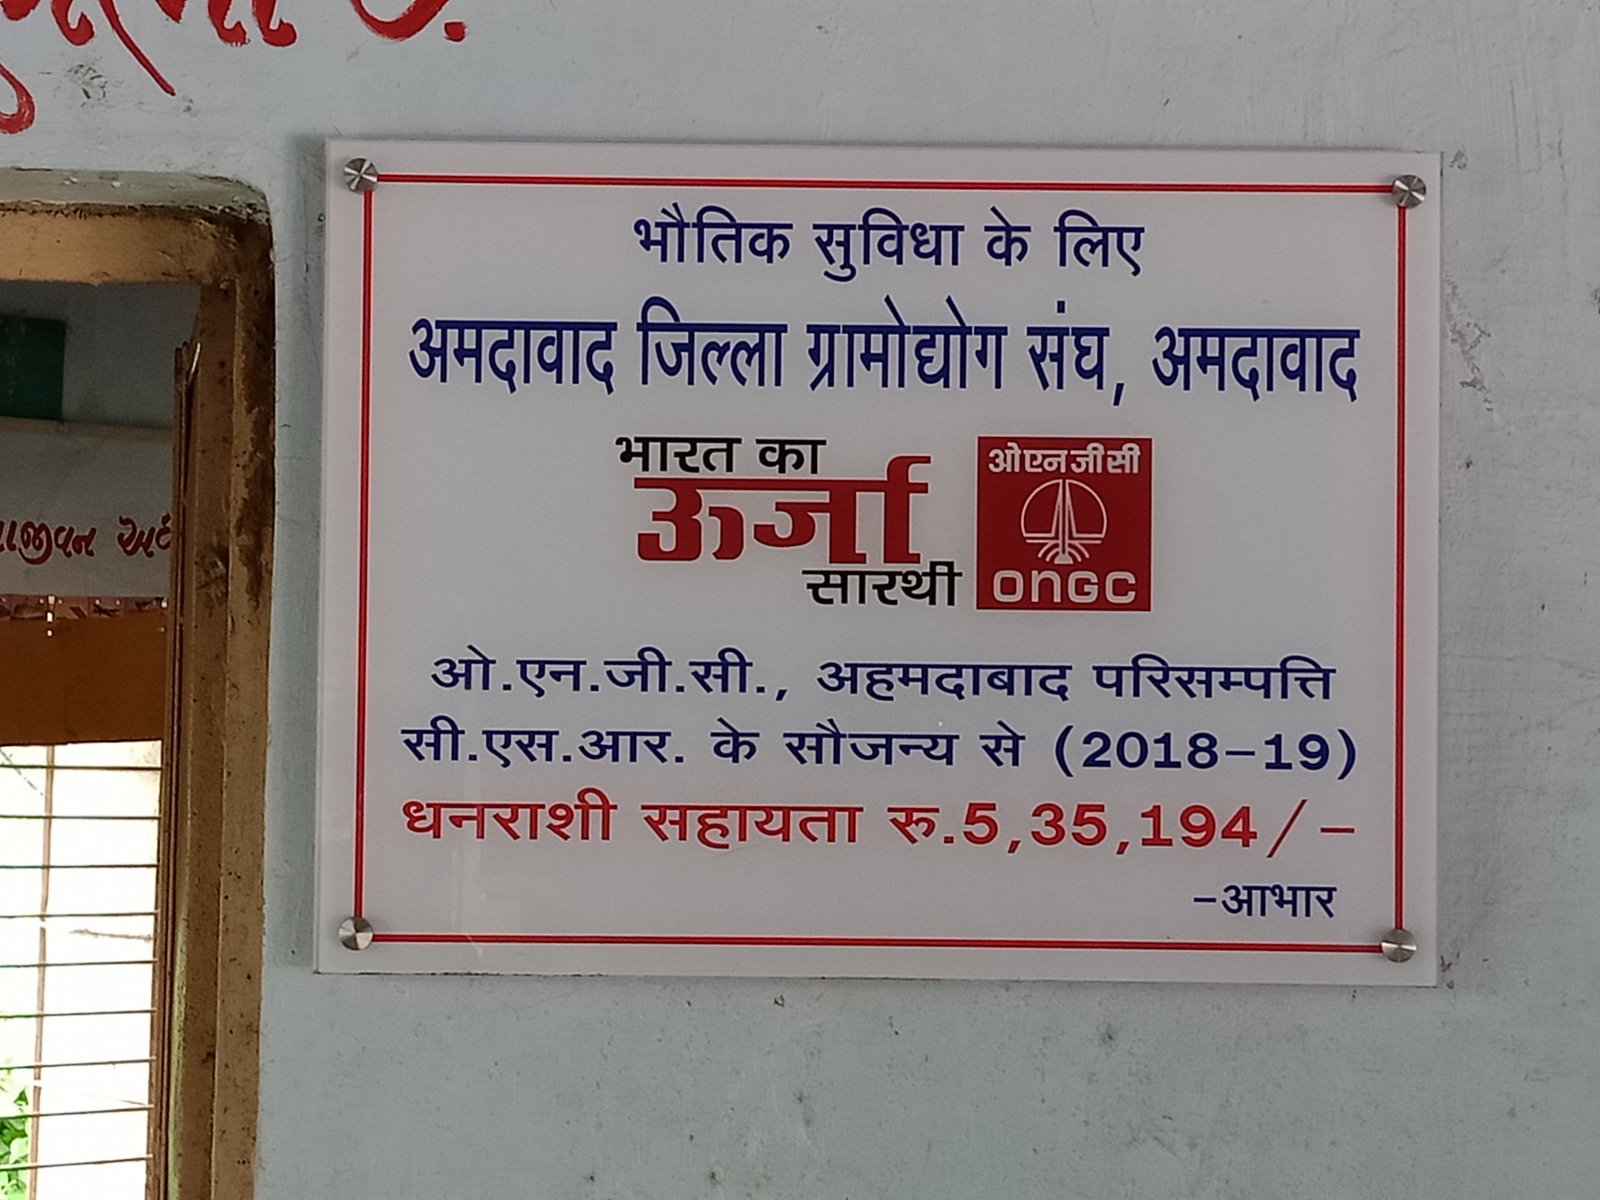 भौतिक सुविधा के लिए
अमदावाद जिल्ला ग्रामोद्योग संघ, अमदावाद
भारत का
ऊर्जा
सारथी
ओएनजीसी
ONGC
ओ.एन.जी.सी., अहमदाबाद परिसम्पत्ति
सी.एस.आर. के सौजन्य से (2018-19)
धनराशी सहायता रु.5,35,194/-
-आभार